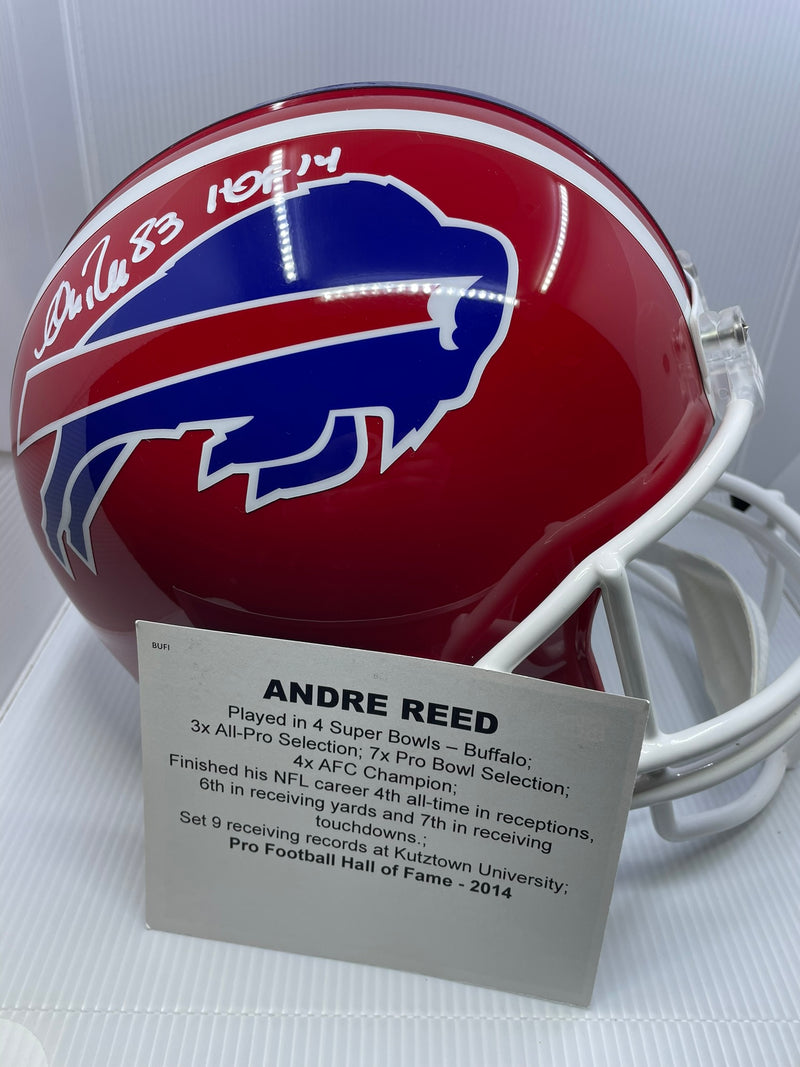 Andre Reed 83 HOF 14
BUFI
ANDRE REED
Played in 4 Super Bowls – Buffalo;
3x All-Pro Selection; 7x Pro Bowl Selection;
4x AFC Champion;
Finished his NFL career 4th all-time in receptions,
6th in receiving yards and 7th in receiving
touchdowns.;
Set 9 receiving records at Kutztown University;
Pro Football Hall of Fame - 2014